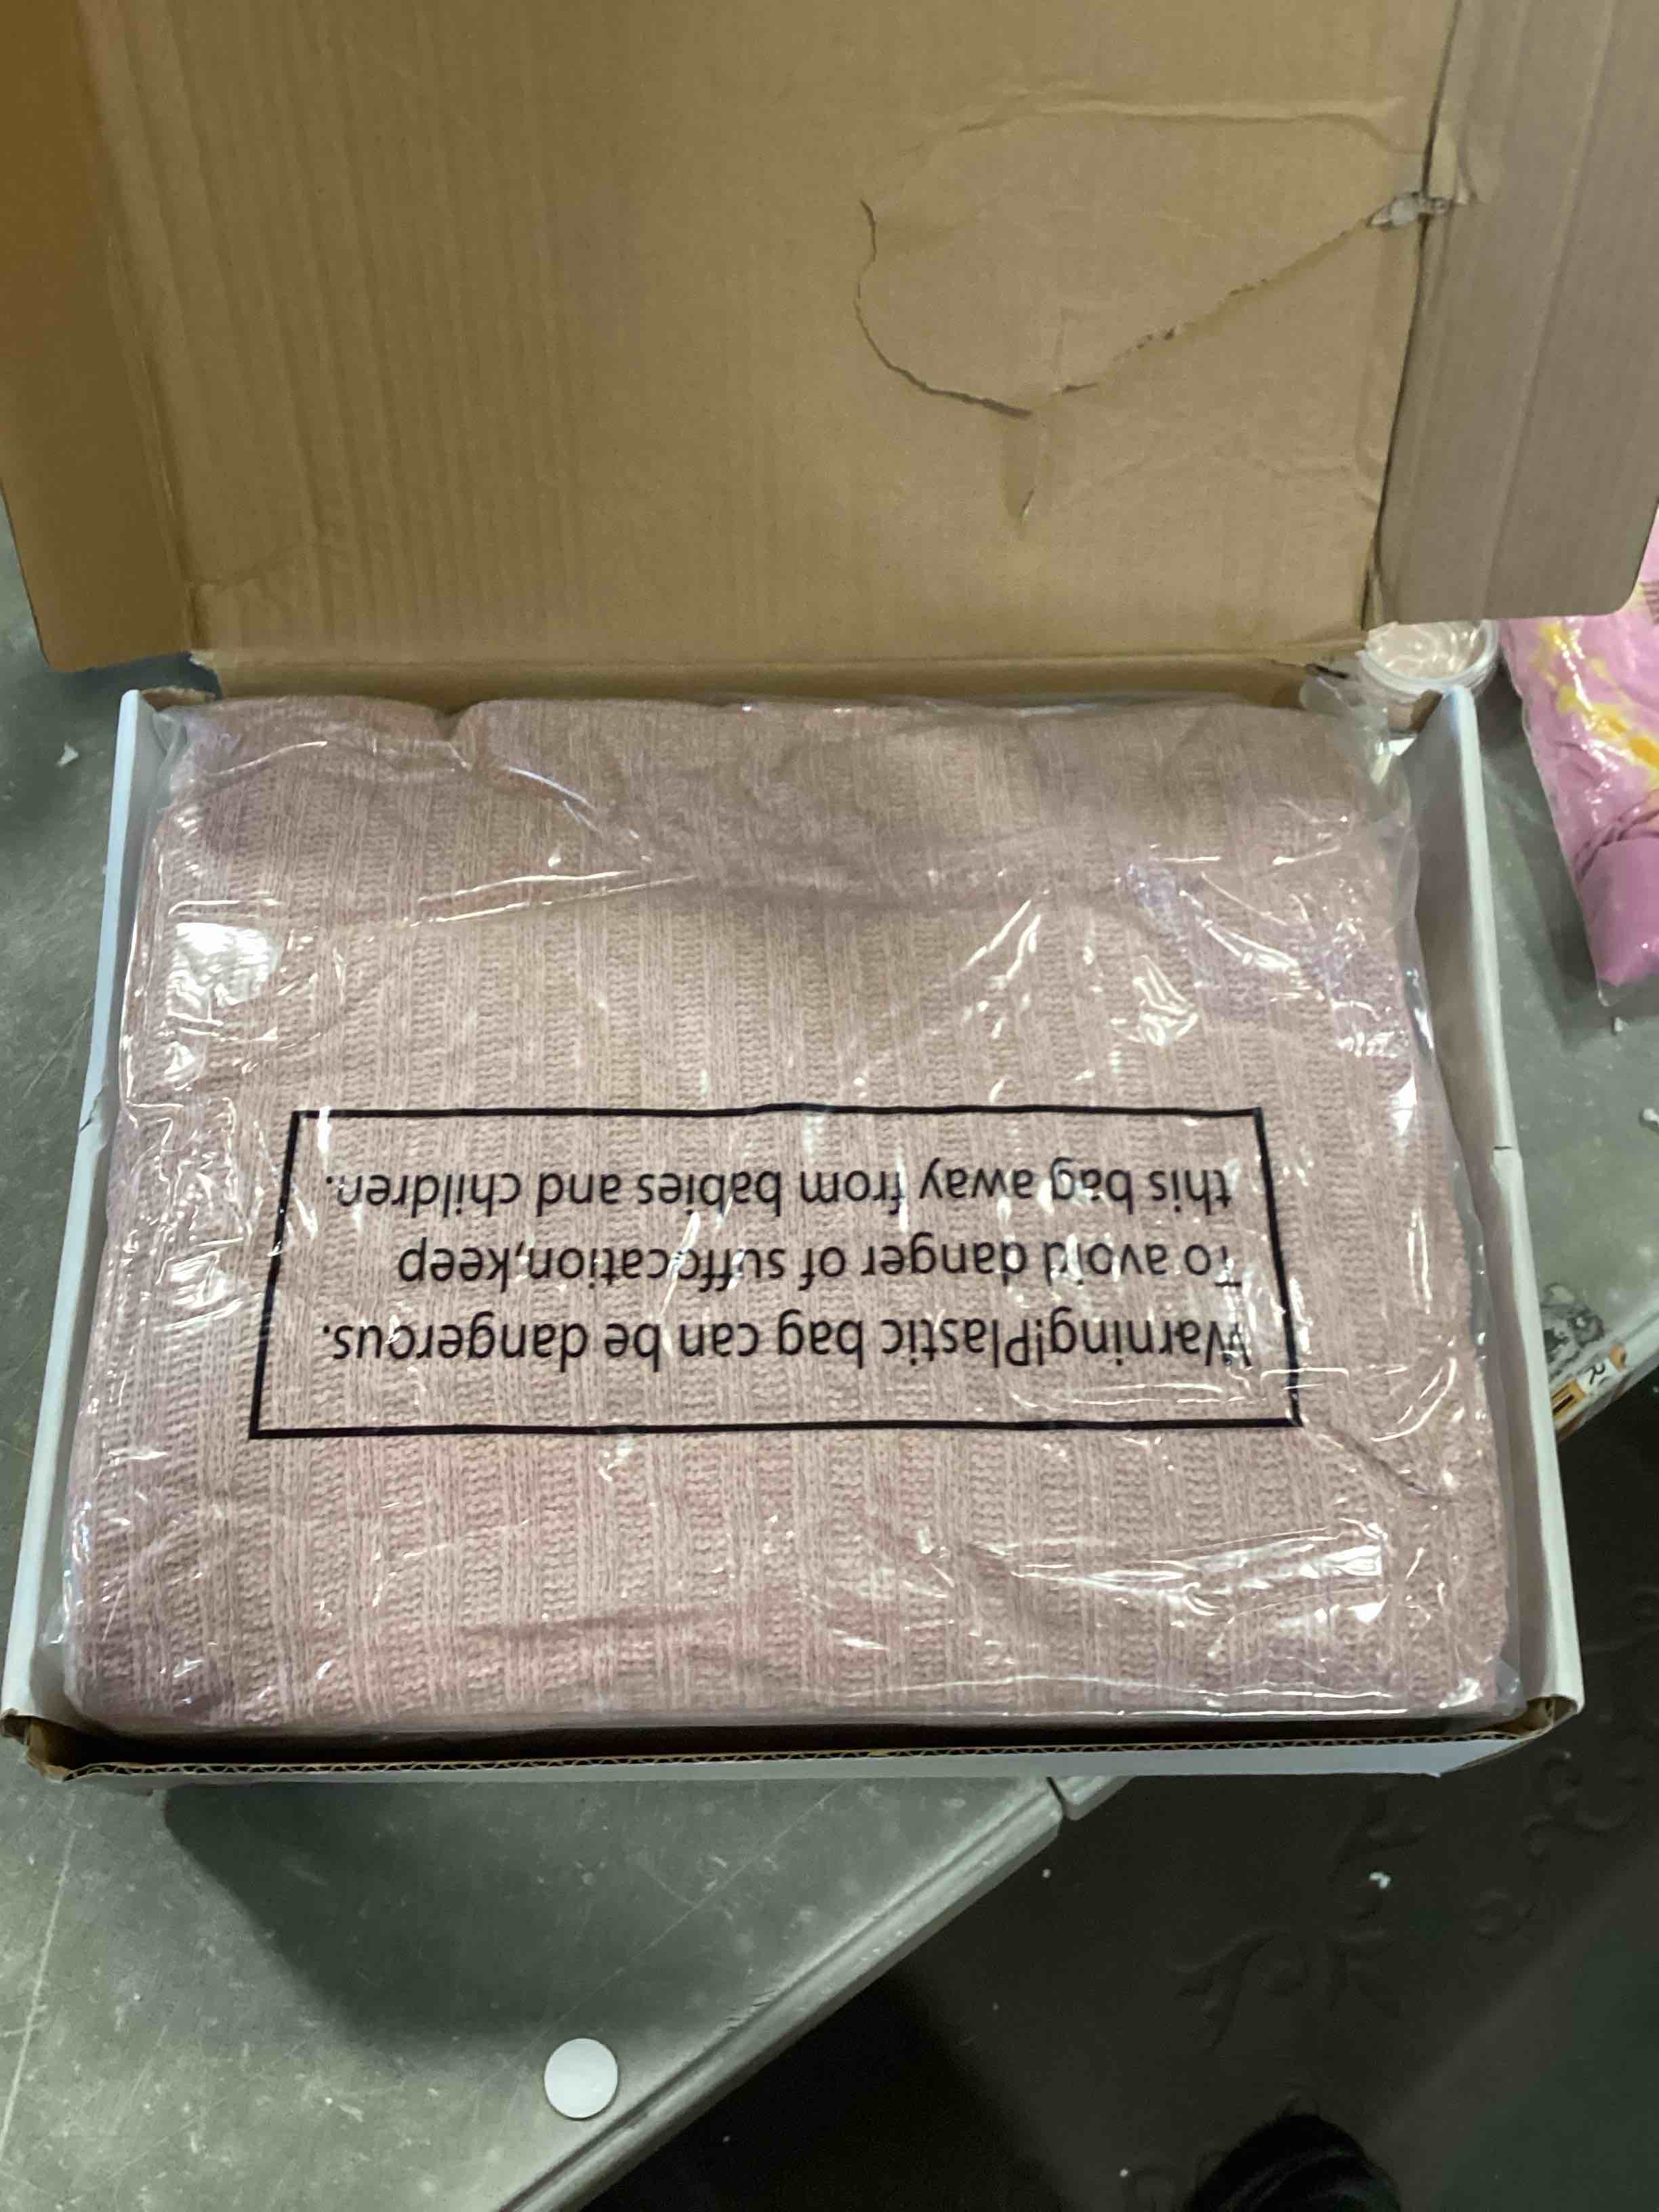 Warning!Plastic bag can be dangerous.
To avoid danger of suffocation,keep
this bag away from babies and children.